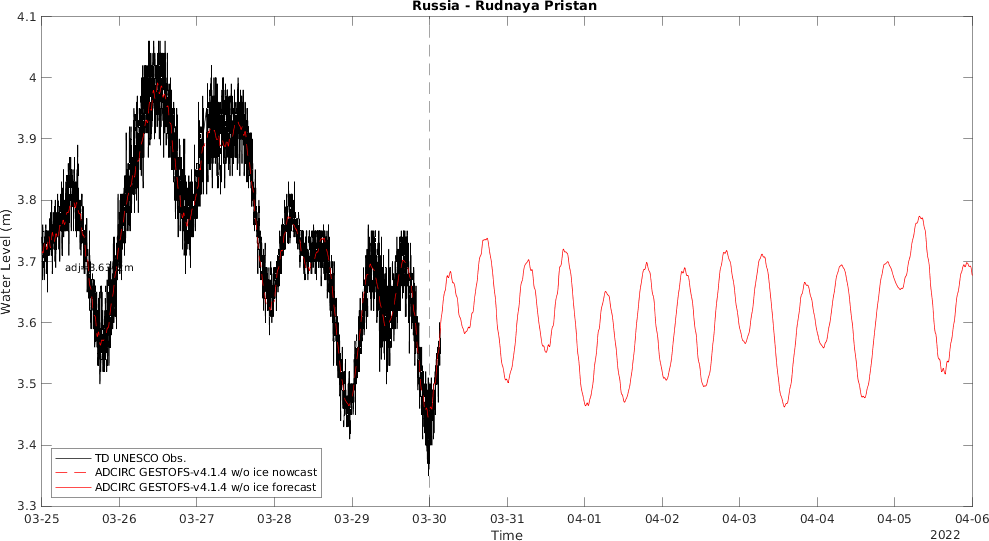 Russia - Rudnaya Pristan
4.1
4
3.9
3.8
3.7
3.6
3.5
3.4
3.3
Water Level (m)
TD UNESCO Obs.
ADCIRC GESTOFS-v4.1.4 w/o ice nowcast
ADCIRC GESTOFS-v4.1.4 w/o ice forecast
03-25 03-26 03-27 03-28 03-29 03-30 03-31 04-01 04-02 04-03 04-04 04-05 04-06
Time
2022